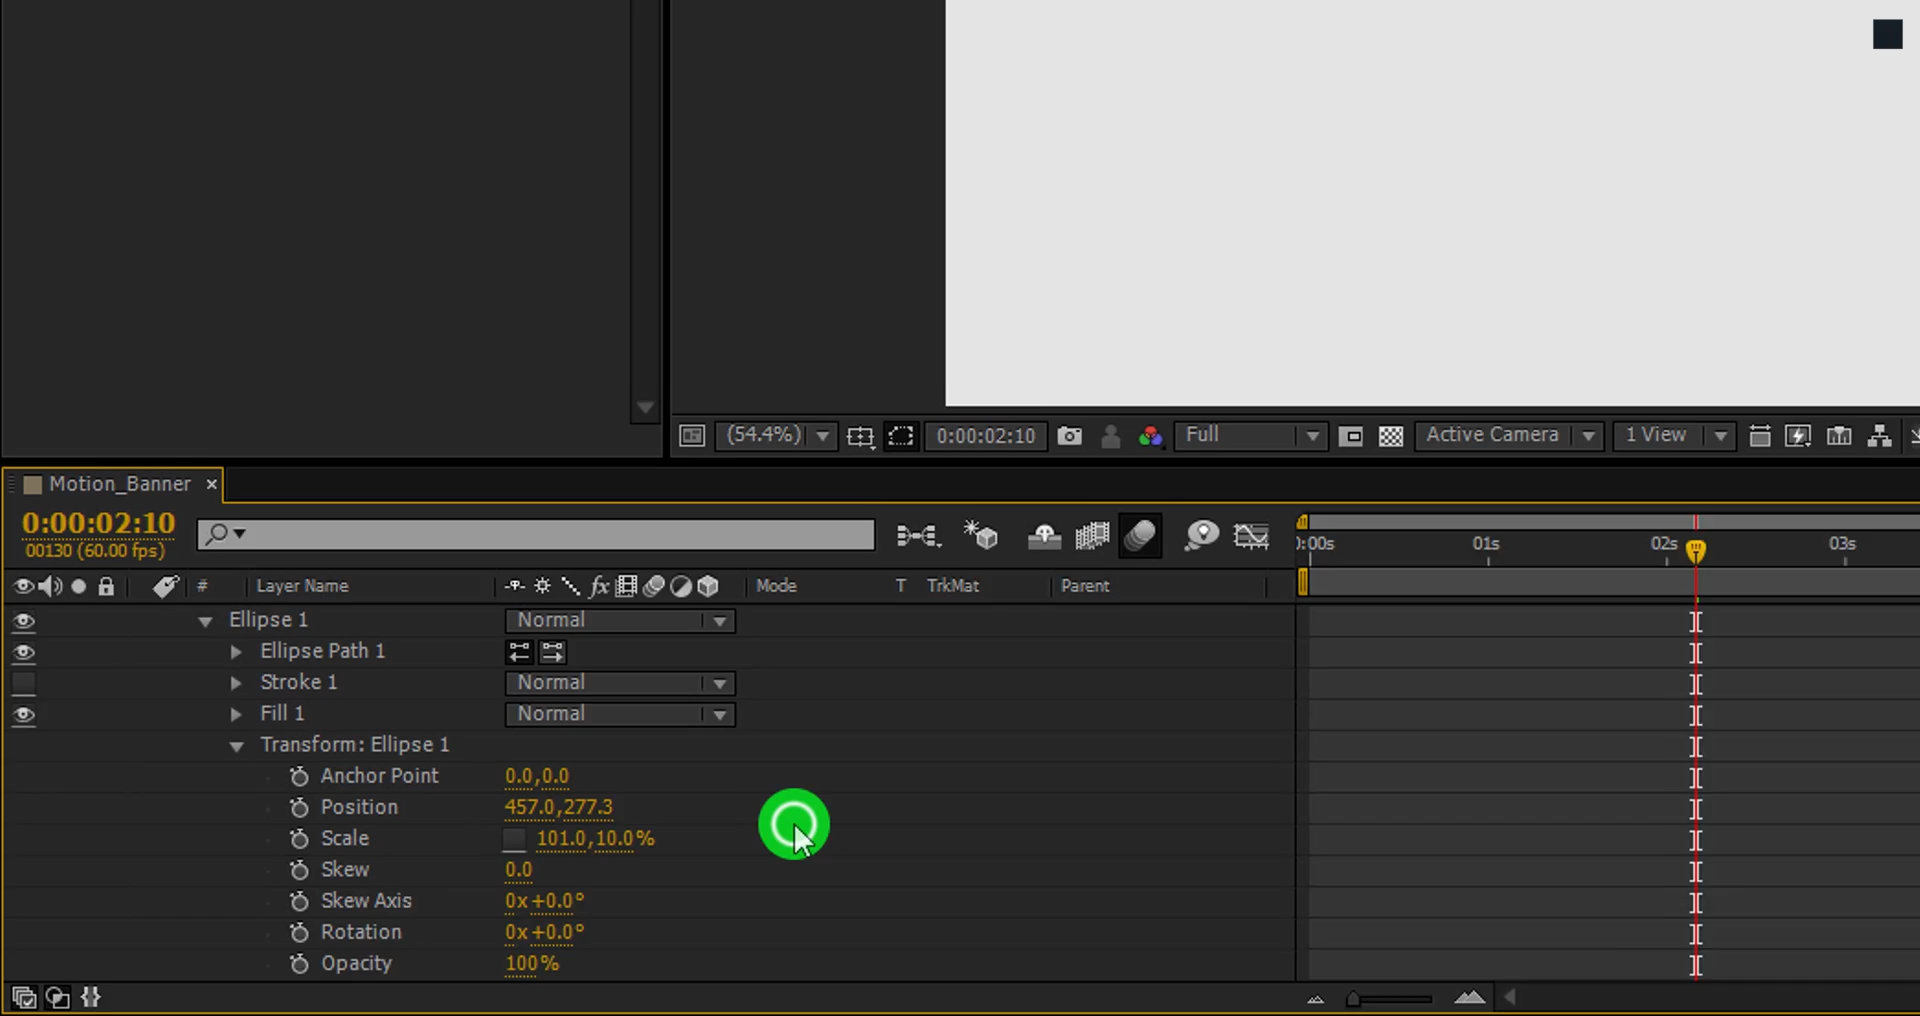 (54.4%)
0:00:02:10
Full
Active Camera
1 View
Motion_Banner ×
0:00:02:10
00130 (60.00 fps)
):00s
01s
02s
03s
#
Layer Name
fx
Mode
T
TrkMat
Parent
Ellipse 1
Normal
Ellipse Path 1
Stroke 1
Normal
Fill 1
Normal
Transform: Ellipse 1
Anchor Point
0.0,0.0
Position
457.0,277.3
Scale
101.0,10.0%
Skew
0.0
Skew Axis
0x+0.0°
Rotation
0x+0.0°
Opacity
100%